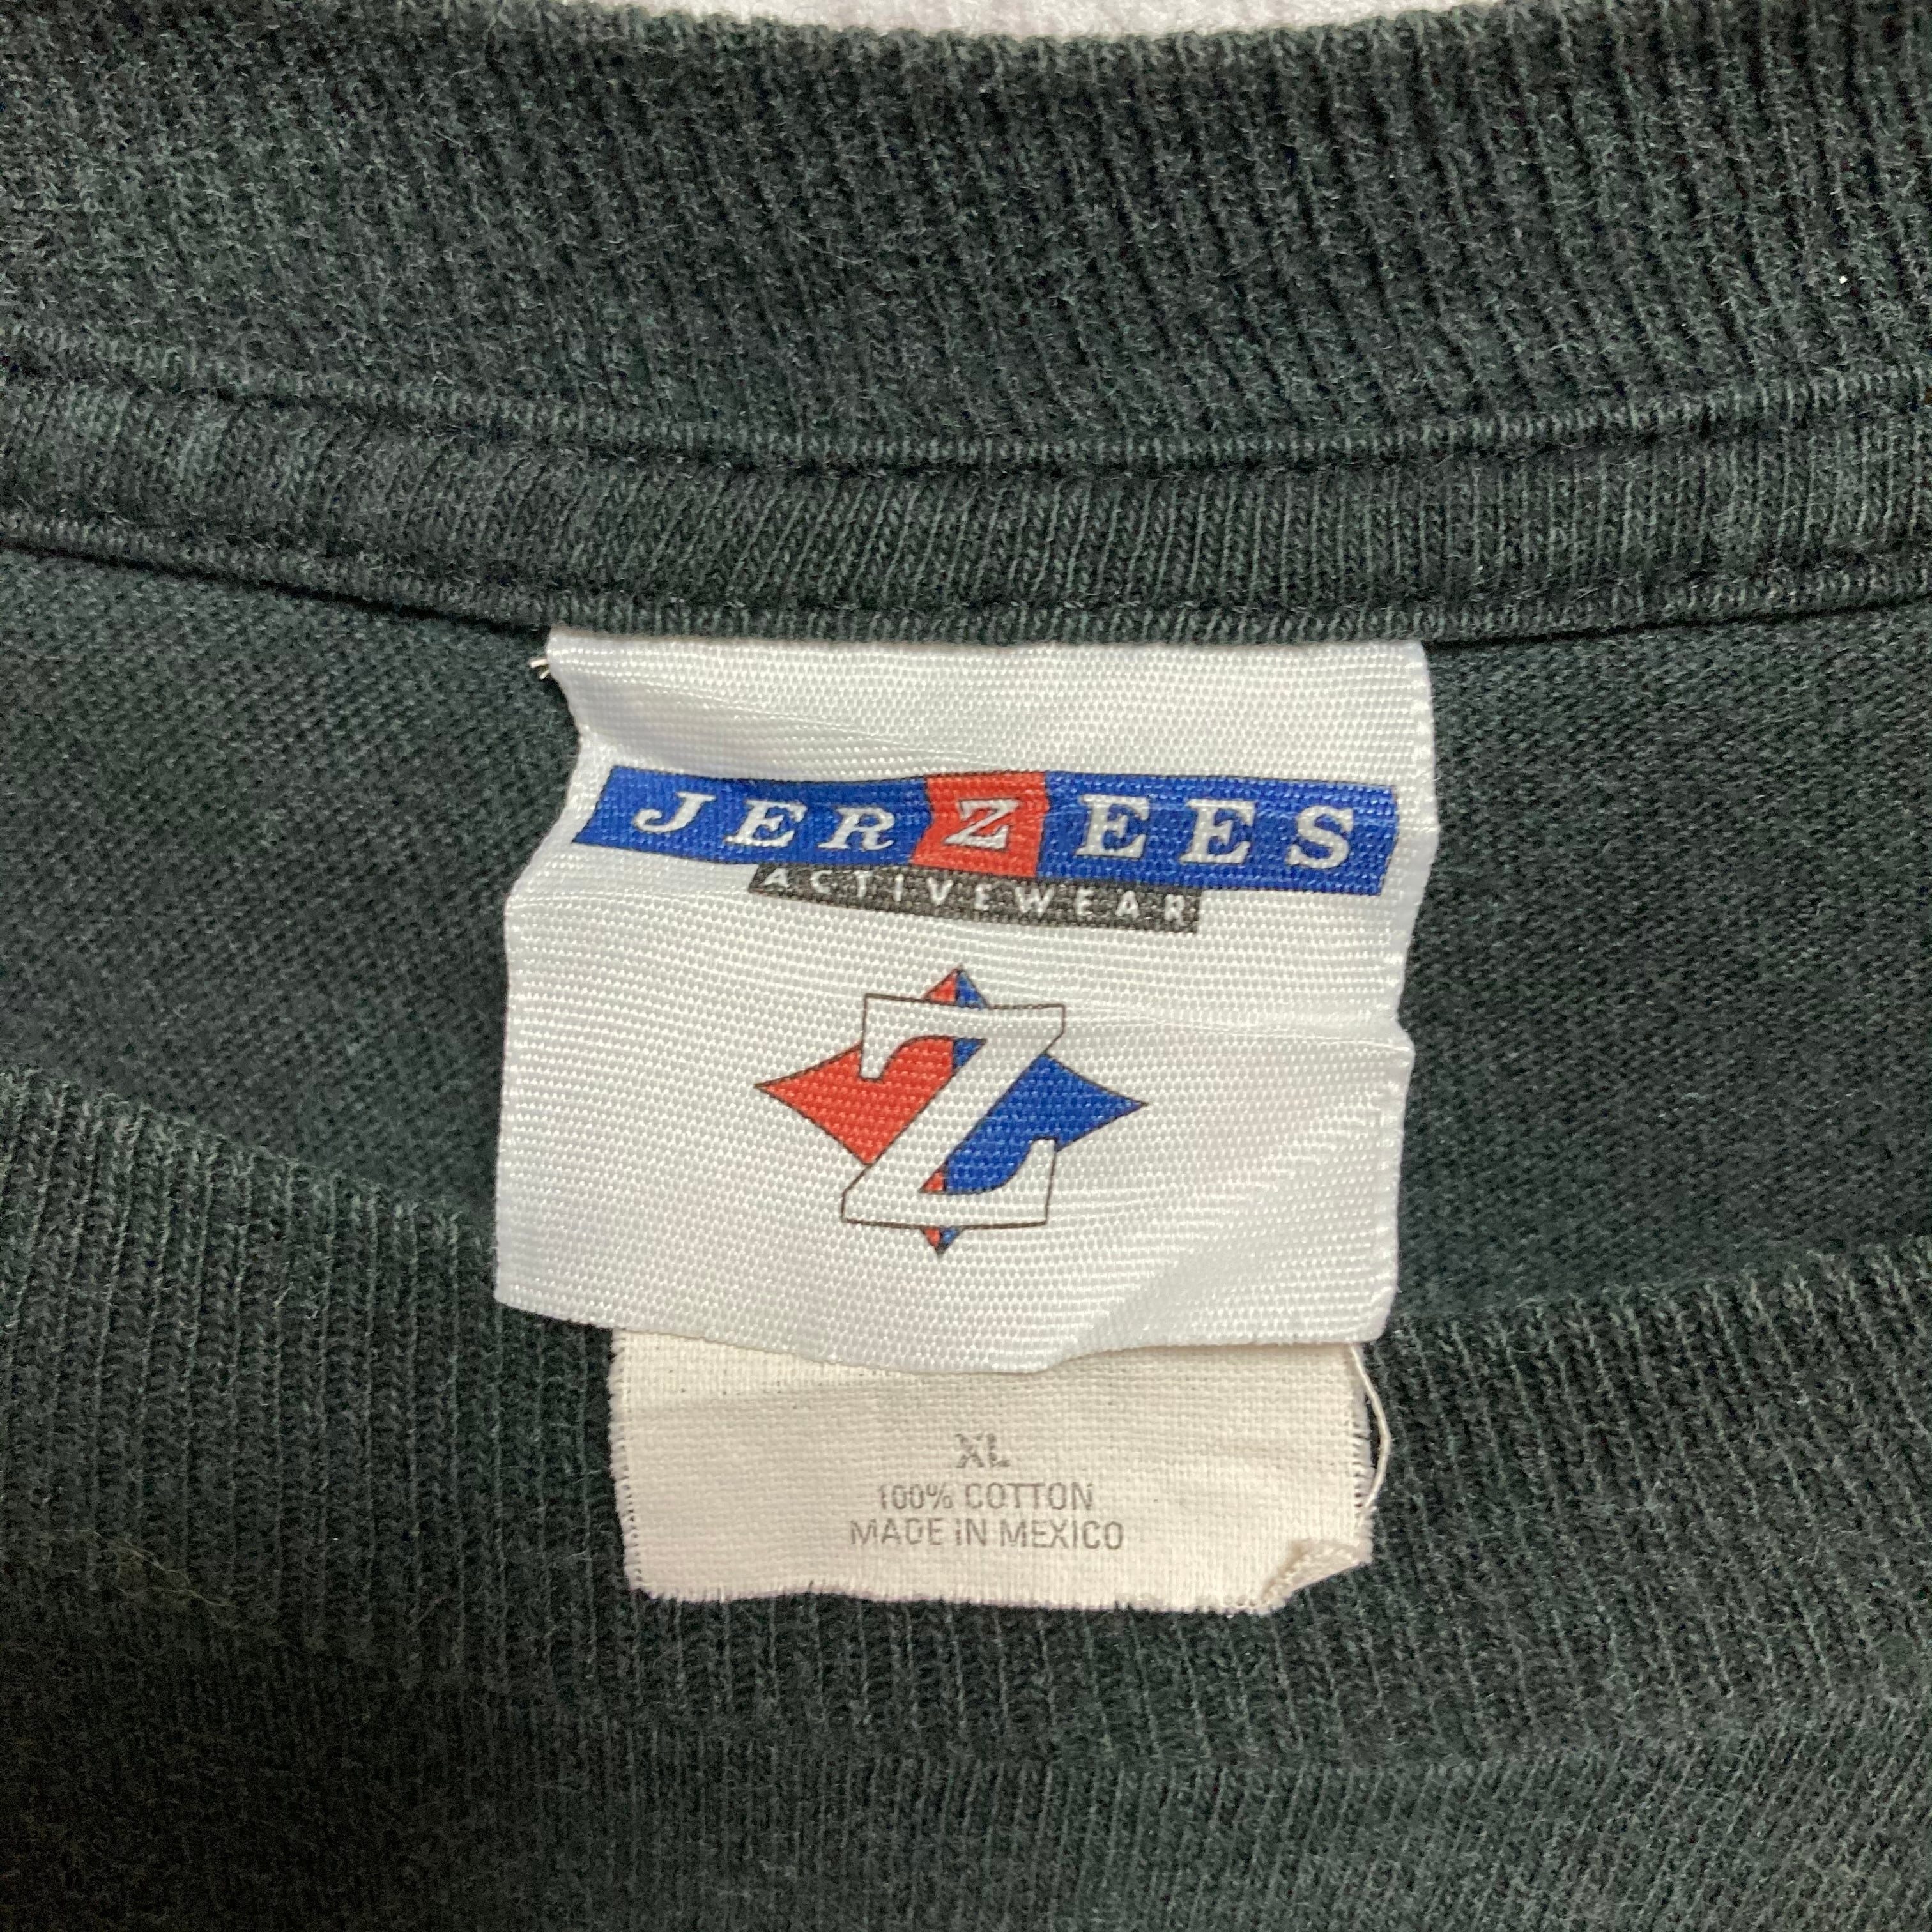 JERZEES
ACTIVEWEAR
Z
XL
100% COTTON
MADE IN MEXICO